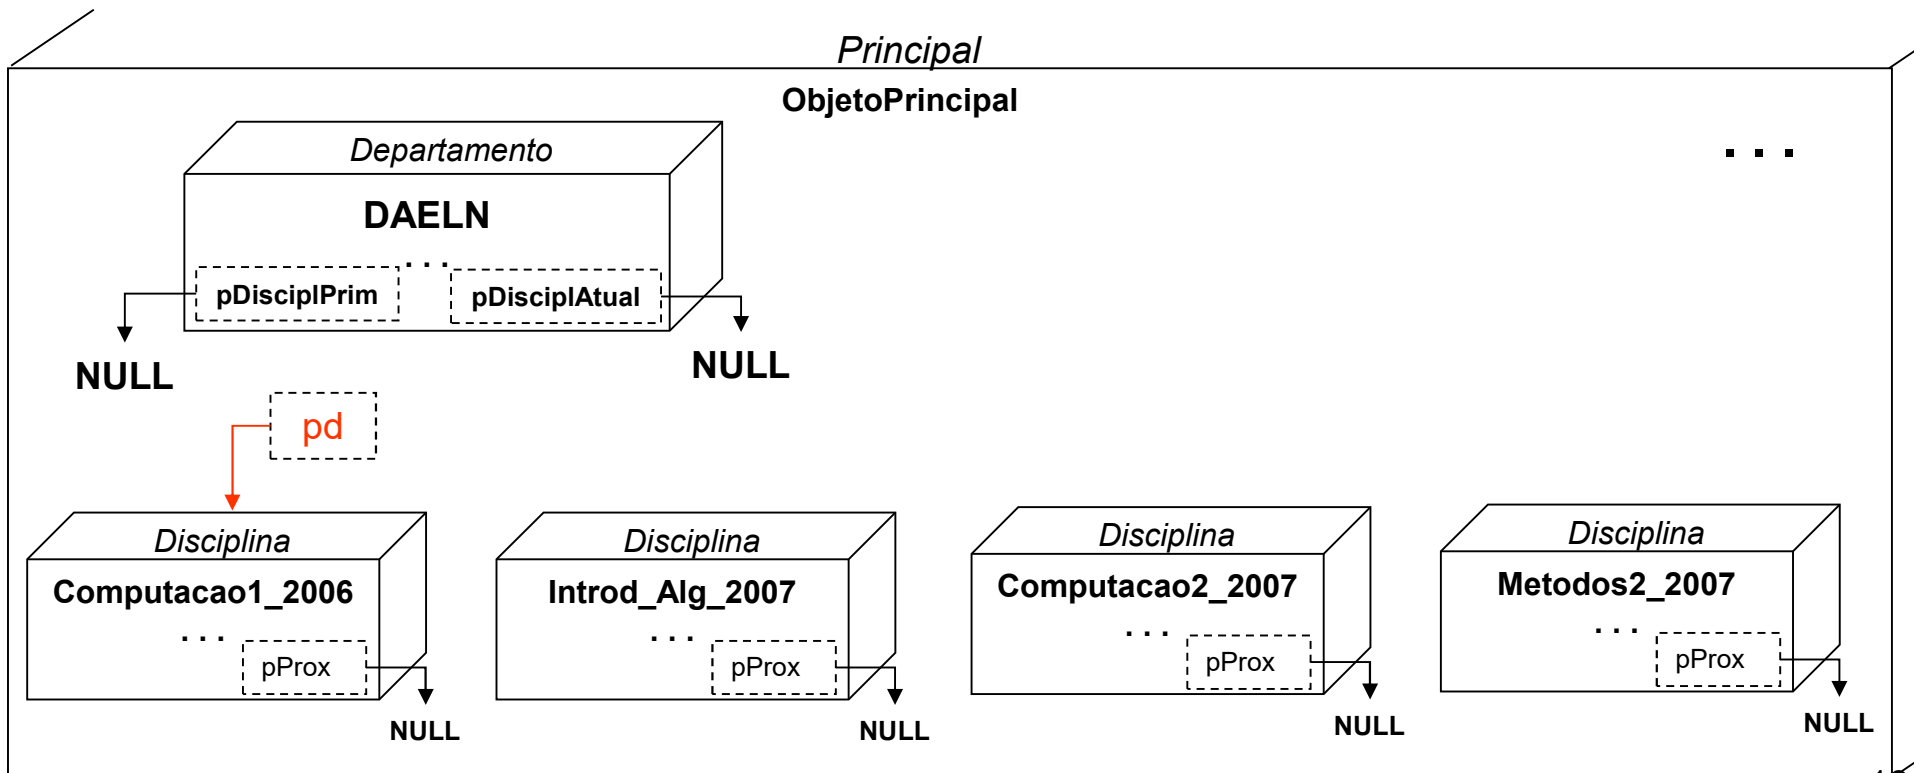 Principal
ObjetoPrincipal
Departamento
. . .
DAELN
. . .
pDisciplPrim
pDisciplAtual
NULL
NULL
pd
Disciplina
Disciplina
Disciplina
Disciplina
Computacao1_2006
Introd_Alg_2007
Computacao2_2007
Metodos2_2007
. . .
. . .
. . .
. . .
pProx
pProx
pProx
pProx
NULL
NULL
NULL
NULL